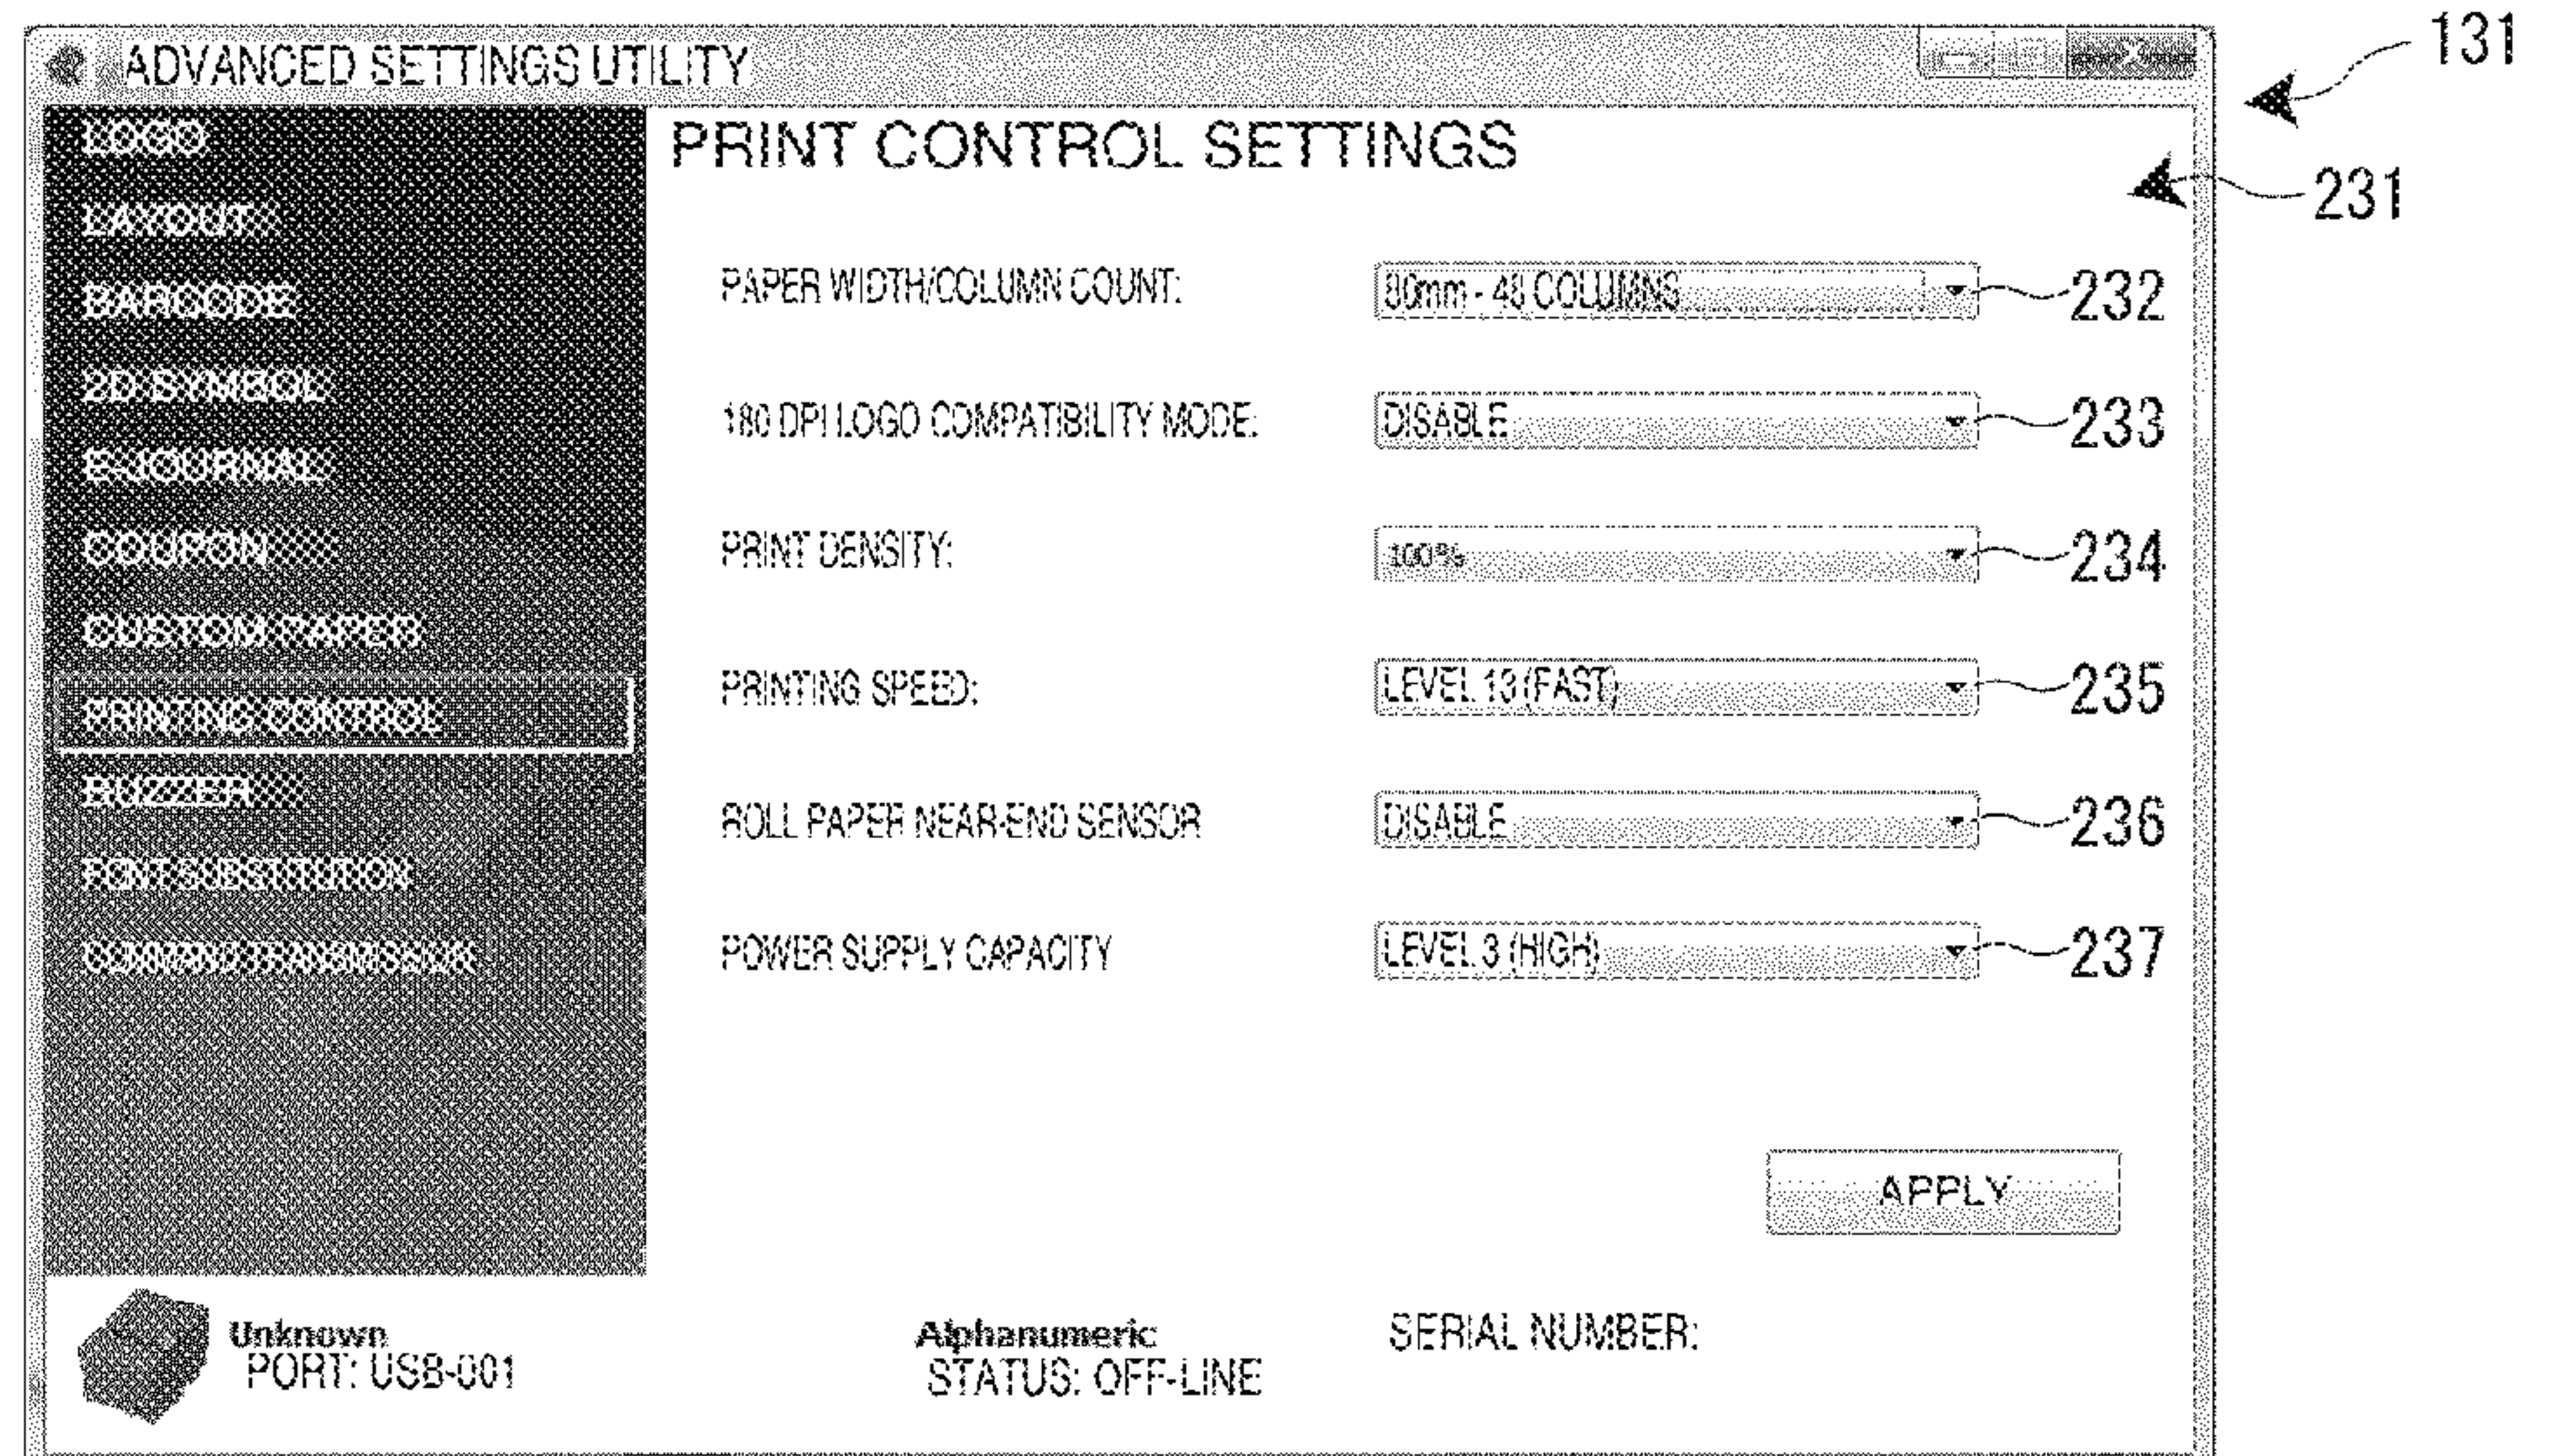 131
ADVANCED SETTINGS UTILITY
LOGO
LAYOUT
BARCODE
2D SYMBOL
E-JOURNAL
COUPON
CUSTOM PAPER
PRINTING CONTROL
BUZZER
FONT SUBSTITUTION
COMMAND TRANSMISSION
PRINT CONTROL SETTINGS
231
PAPER WIDTH/COLUMN COUNT: 80mm - 48 COLUMNS 232
180 DPI LOGO COMPATIBILITY MODE: DISABLE 233
PRINT DENSITY: 100% 234
PRINTING SPEED: LEVEL 13 (FAST) 235
ROLL PAPER NEAR-END SENSOR DISABLE 236
POWER SUPPLY CAPACITY LEVEL 3 (HIGH) 237
APPLY
Unknown Alphanumeric SERIAL NUMBER:
PORT: USB-001 STATUS: OFF-LINE